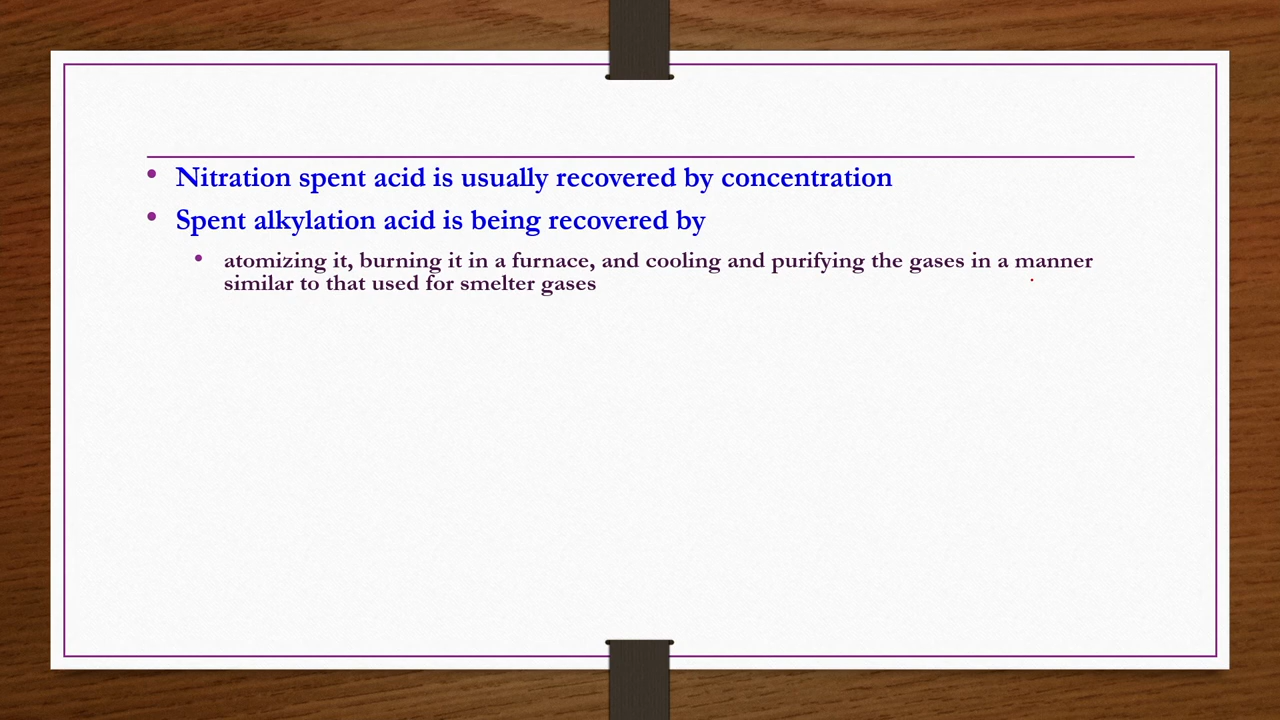 • Nitration spent acid is usually recovered by concentration
• Spent alkylation acid is being recovered by
• atomizing it, burning it in a furnace, and cooling and purifying the gases in a manner
similar to that used for smelter gases